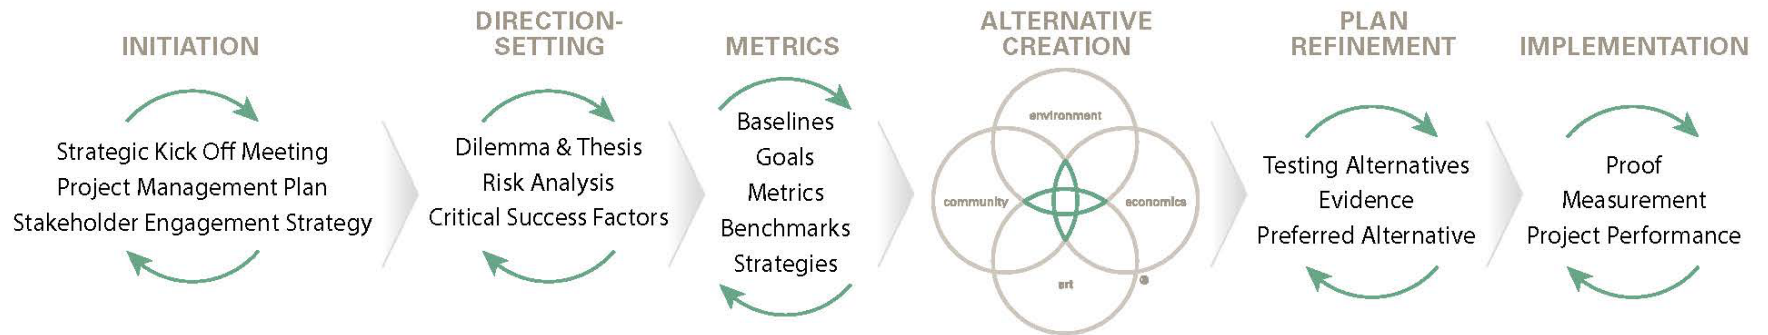 INITIATION
Strategic Kick Off Meeting
Project Management Plan
Stakeholder Engagement Strategy
DIRECTION-
SETTING
Dilemma & Thesis
Risk Analysis
Critical Success Factors
METRICS
Baselines
Goals
Metrics
Benchmarks
Strategies
ALTERNATIVE
CREATION
environment
community
economics
art
®
PLAN
REFINEMENT
Testing Alternatives
Evidence
Preferred Alternative
IMPLEMENTATION
Proof
Measurement
Project Performance